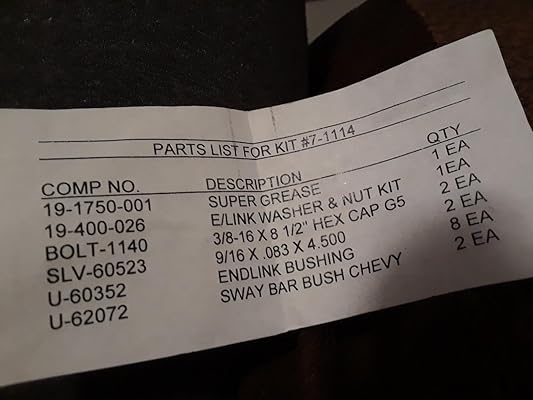 PARTS LIST FOR KIT #7-1114
COMP NO. DESCRIPTION QTY
19-1750-001 SUPER GREASE 1 EA
19-400-026 E/LINK WASHER & NUT KIT 1EA
BOLT-1140 3/8-16 X 8 1/2" HEX CAP G5 2 EA
SLV-60523 9/16 X .083 X 4.500 2 EA
U-60352 ENDLINK BUSHING 8 EA
U-62072 SWAY BAR BUSH CHEVY 2 EA